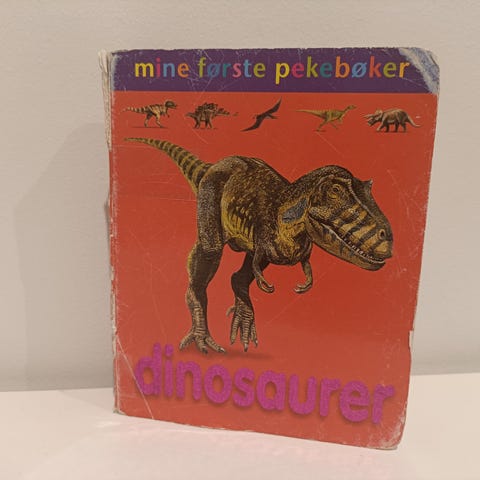 mine første pekebøker
dinosaurer